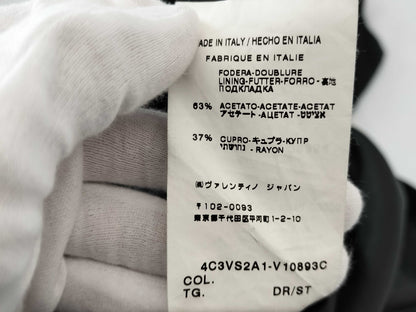 MADE IN ITALY / HECHO EN ITALIA
FABRIQUE EN ITALIE
FODERA-DOUBLURE
LINING-FUTTER-FORRO-裏地
ПОДКЛАДКА
63% ACETATO-ACETATE-ACETAT
アセテート-АЦЕТАТ-אצטט
37% CUPRO-キュプラ-КУПР
- RAYON
㈱ヴァレンティノ ジャパン
〒102-0093
東京都千代田区平河町1-2-10
4C3VS2A1-V10893C
COL.
TG. DR/ST